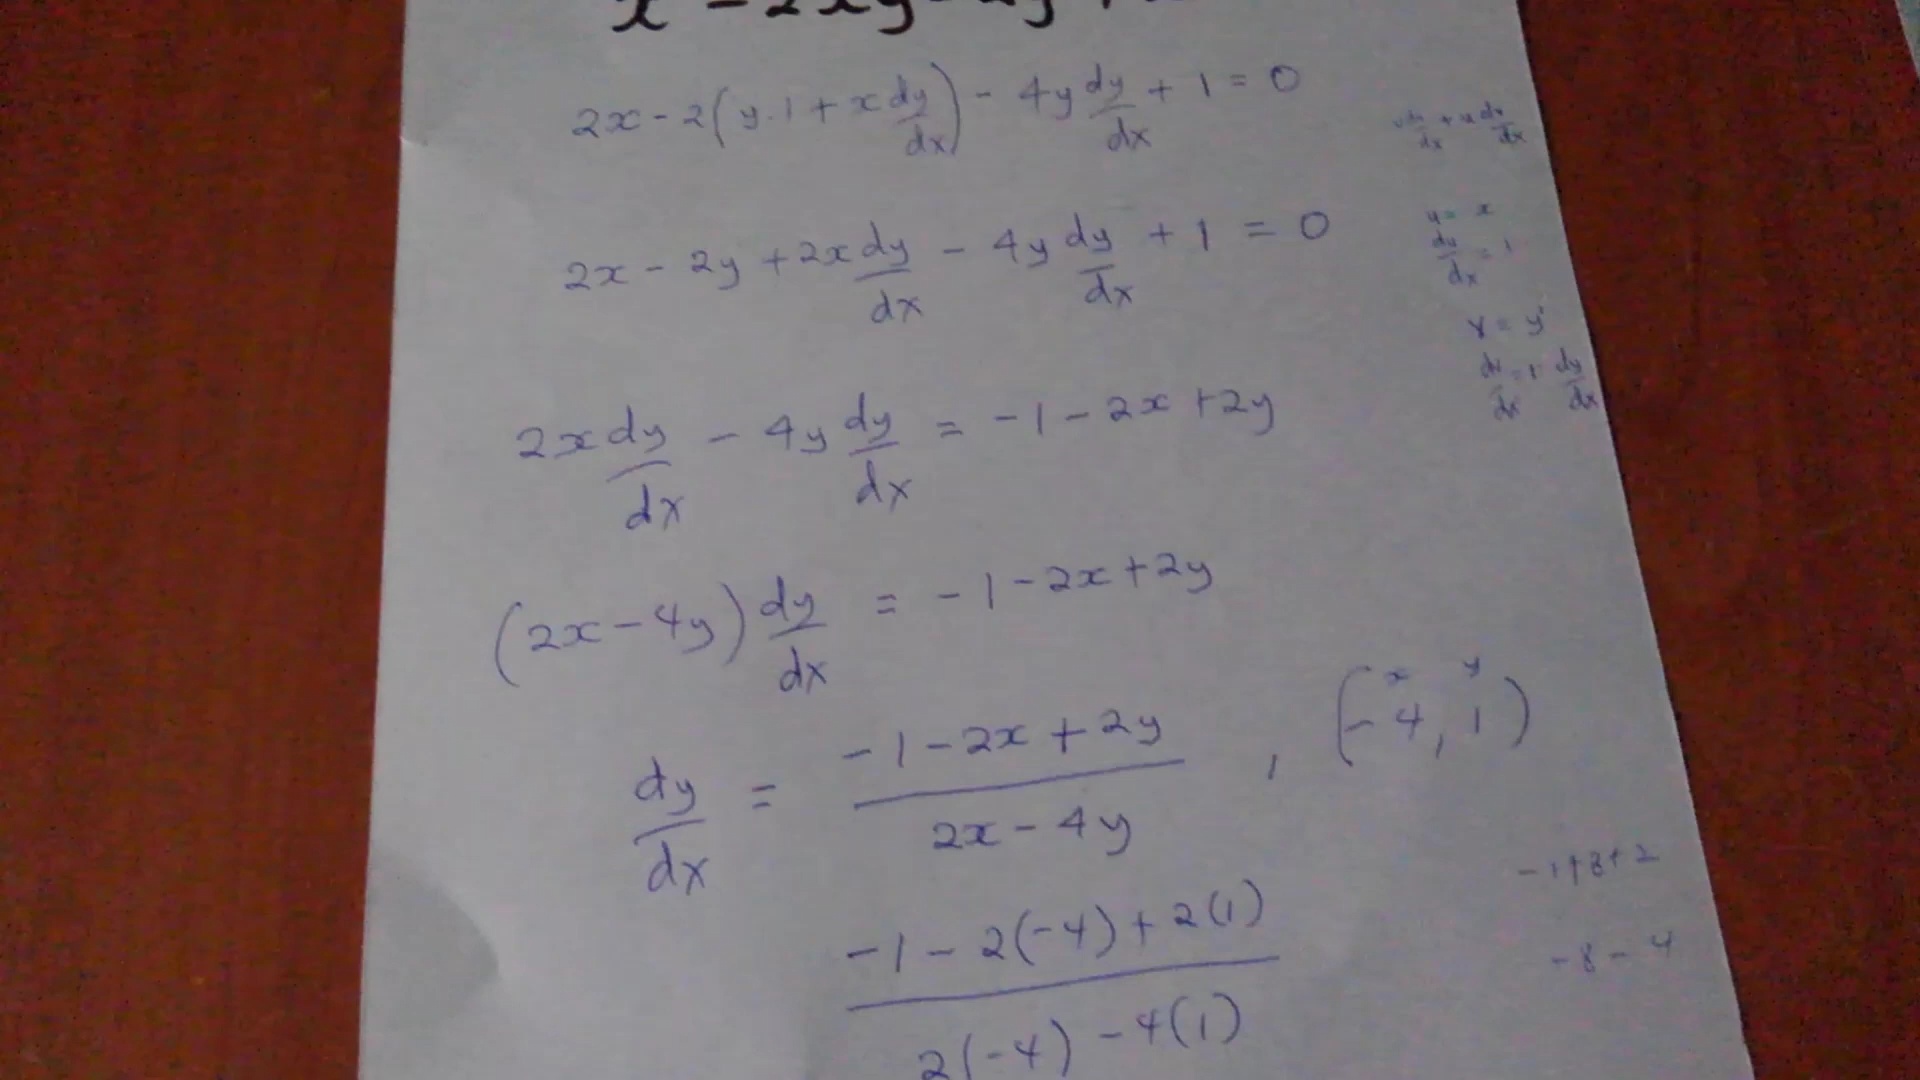 2x - 2(y.1 + x dy/dx) - 4y dy/dx + 1 = 0
2x - 2y + 2x dy/dx - 4y dy/dx + 1 = 0
dy/dx = 1
2x dy/dx - 4y dy/dx = -1 - 2x + 2y
(2x - 4y) dy/dx = -1 - 2x + 2y
x y
dy/dx = (-1 - 2x + 2y)/(2x - 4y) , (-4, 1)
-1+8+2
-8-4
(-1 - 2(-4) + 2(1))/(2(-4) - 4(1))